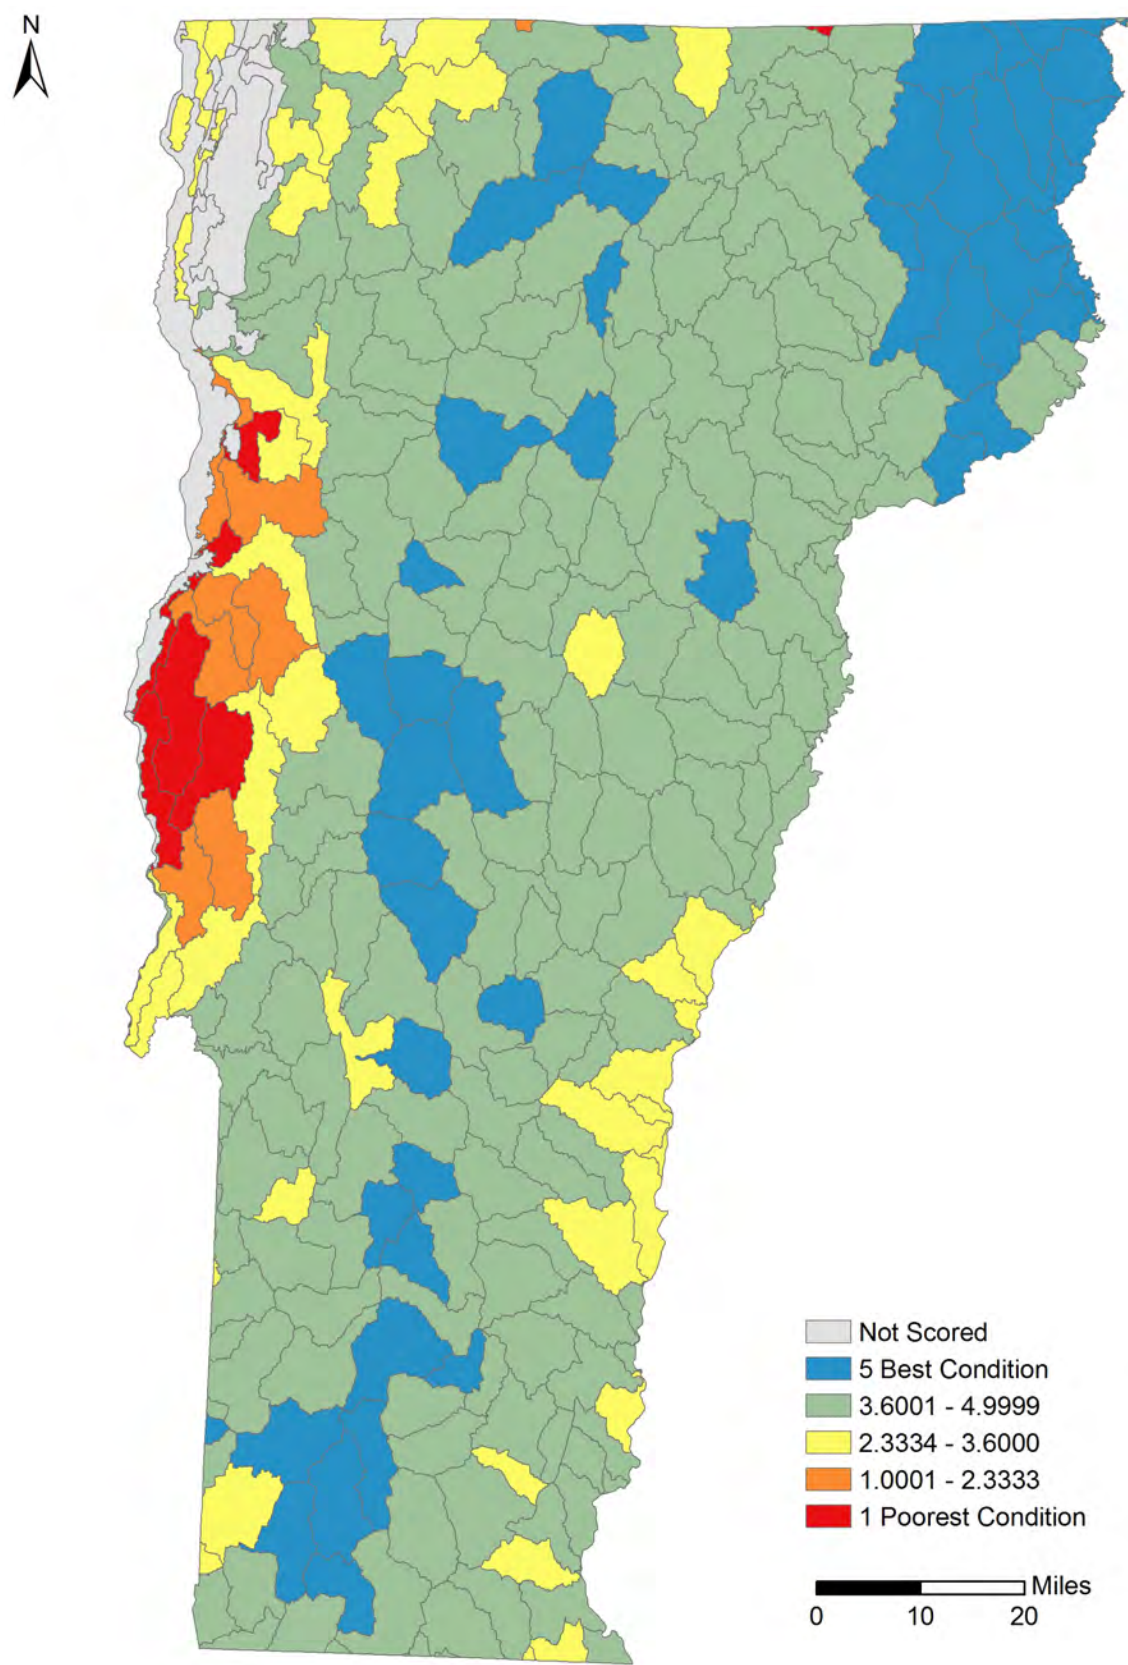 N
Not Scored
5 Best Condition
3.6001 - 4.9999
2.3334 - 3.6000
1.0001 - 2.3333
1 Poorest Condition
Miles
0 10 20